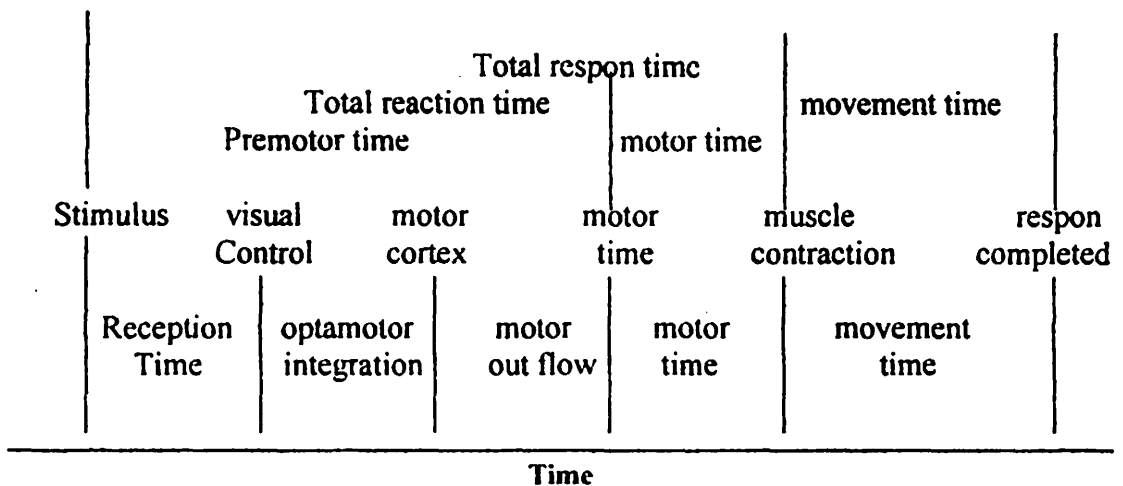 Total respon time
Total reaction time movement time
Premotor time motor time
Stimulus visual motor motor muscle respon
Control cortex time contraction completed
Reception optamotor motor motor movement
Time integration out flow time time
Time